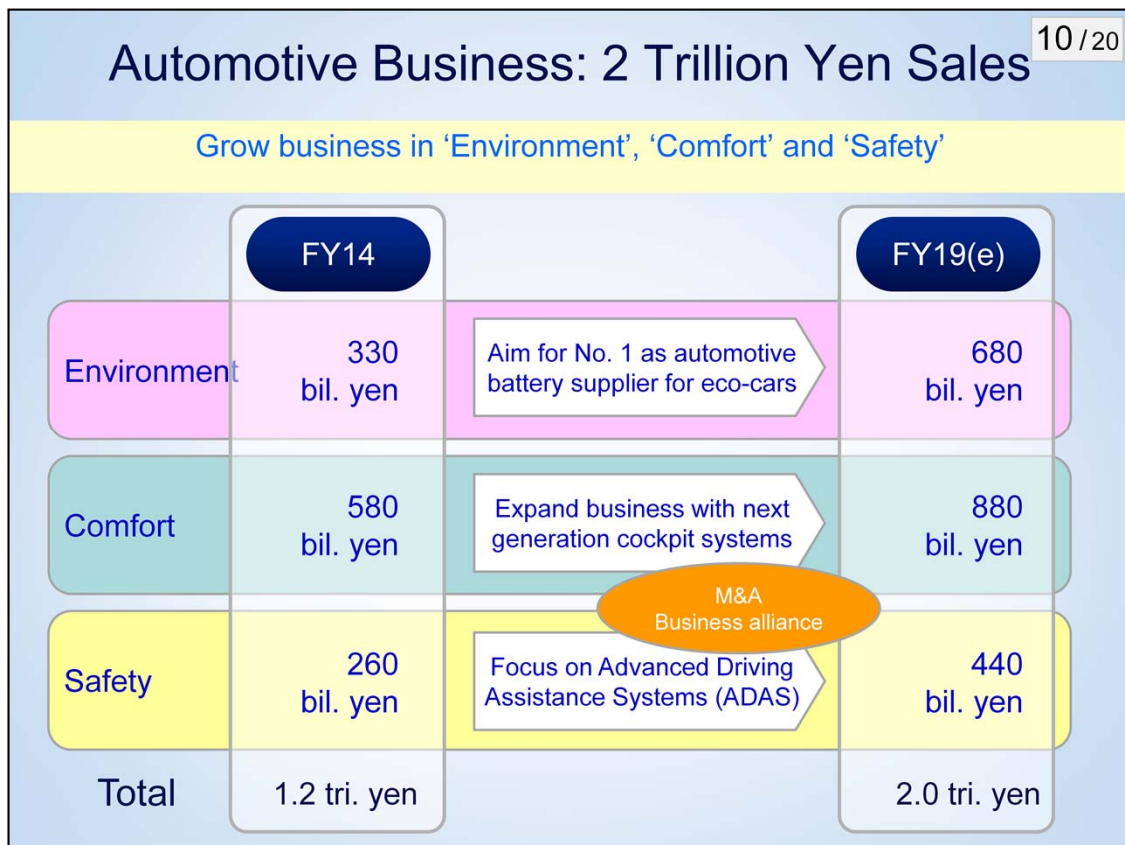 10 / 20
Automotive Business: 2 Trillion Yen Sales
Grow business in ‘Environment’, ‘Comfort’ and ‘Safety’
FY14
FY19(e)
Environment
330
bil. yen
Aim for No. 1 as automotive
battery supplier for eco-cars
680
bil. yen
Comfort
580
bil. yen
Expand business with next
generation cockpit systems
880
bil. yen
M&A
Business alliance
Safety
260
bil. yen
Focus on Advanced Driving
Assistance Systems (ADAS)
440
bil. yen
Total
1.2 tri. yen
2.0 tri. yen